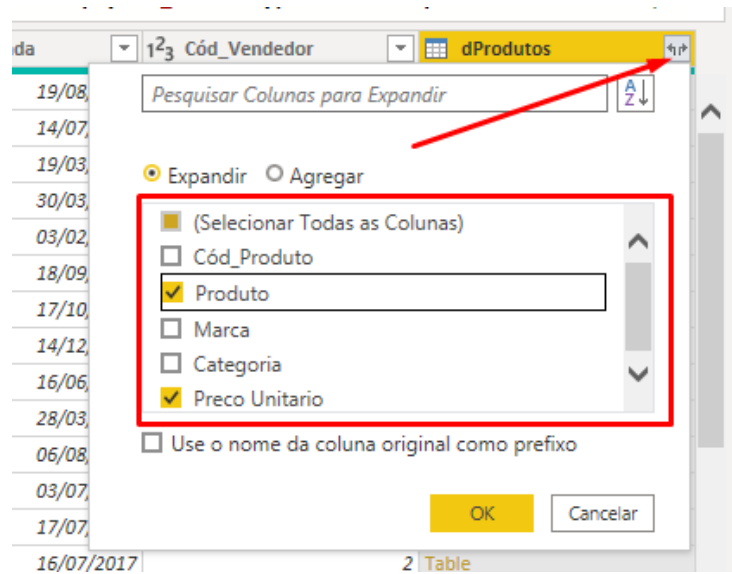 da 1²3 Cód_Vendedor dProdutos
19/08/
Pesquisar Colunas para Expandir
14/07/
19/03/
Expandir Agregar
30/03/
(Selecionar Todas as Colunas)
03/02/
Cód_Produto
18/09/
Produto
17/10/
Marca
14/12/
Categoria
16/06/
Preco Unitario
28/03/
Use o nome da coluna original como prefixo
06/08/
03/07/
OK Cancelar
17/07/
16/07/2017 2 Table